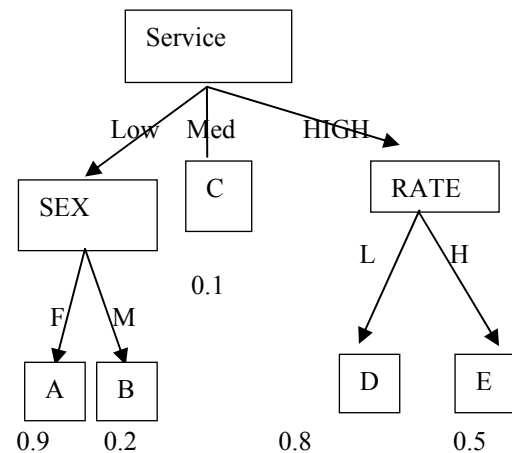 Service
Low Med HIGH
SEX
C
RATE
0.1
L H
F M
A B
D E
0.9 0.2 0.8 0.5